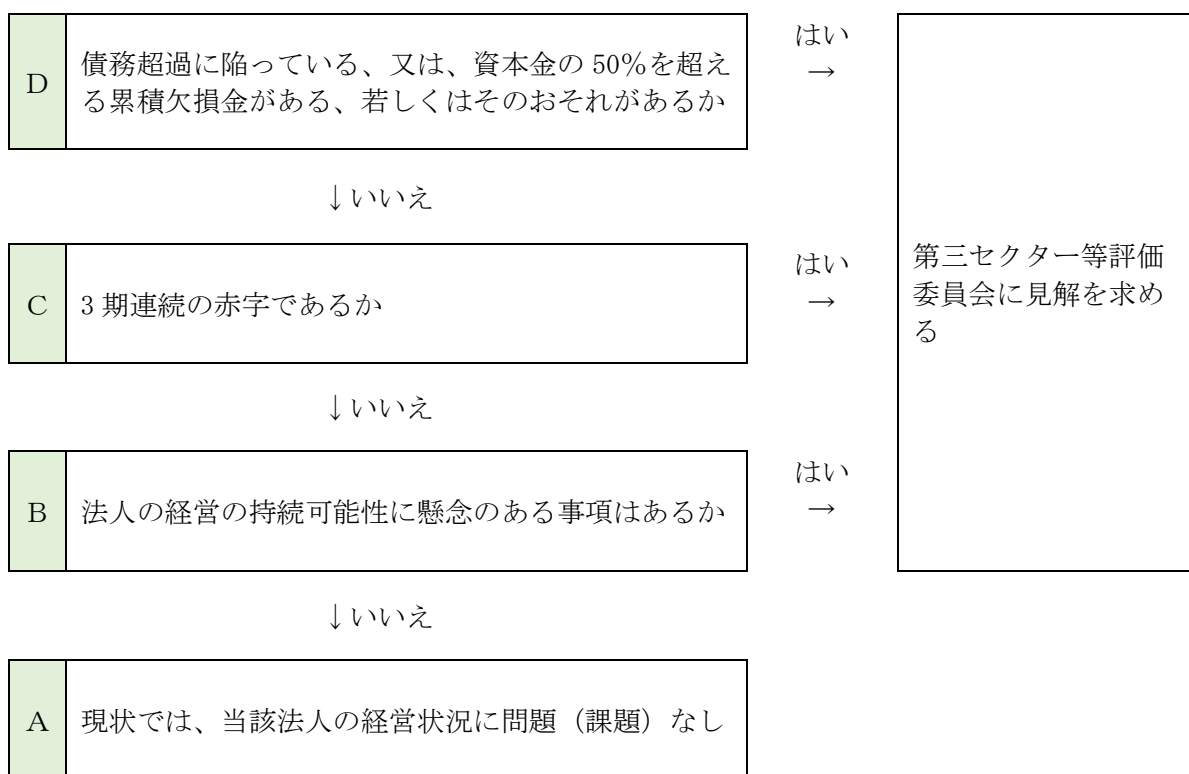 D
債務超過に陥っている、又は、資本金の 50％を超え
る累積欠損金がある、若しくはそのおそれがあるか
はい
→
↓いいえ
C
3 期連続の赤字であるか
はい
→
第三セクター等評価
委員会に見解を求め
る
↓いいえ
B
法人の経営の持続可能性に懸念のある事項はあるか
はい
→
↓いいえ
A
現状では、当該法人の経営状況に問題（課題）なし